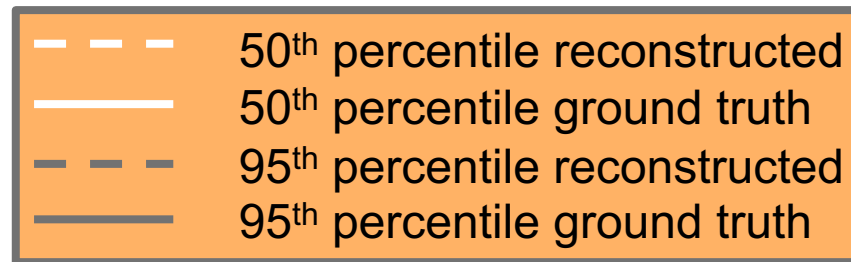 50th percentile reconstructed
50th percentile ground truth
95th percentile reconstructed
95th percentile ground truth